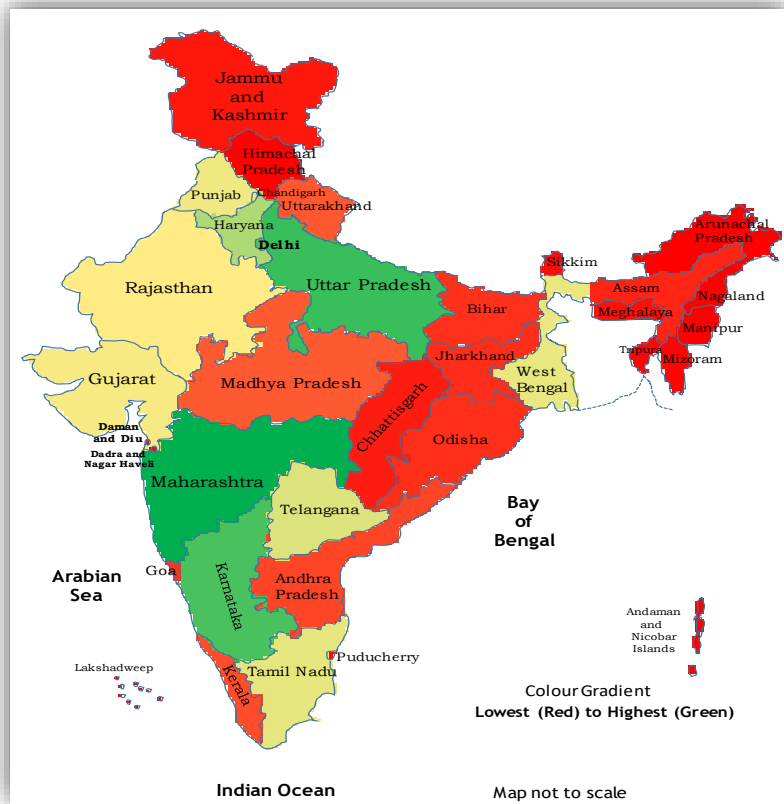 Jammu
and
Kashmir
Himachal
Pradesh
Punjab
Chandigarh
Uttarakhand
Haryana
Delhi
Arunachal
Pradesh
Sikkim
Rajasthan
Uttar Pradesh
Assam
Nagaland
Bihar
Meghalaya
Manipur
Tripura
Mizoram
Jharkhand
West
Bengal
Gujarat
Madhya Pradesh
Chhattisgarh
Daman
and Diu
Dadra and
Nagar Haveli
Odisha
Maharashtra
Telangana
Bay
of
Bengal
Goa
Arabian
Sea
Karnataka
Andhra
Pradesh
Andaman
and
Nicobar
Islands
Puducherry
Lakshadweep
Kerala
Tamil Nadu
Colour Gradient
Lowest (Red) to Highest (Green)
Indian Ocean
Map not to scale